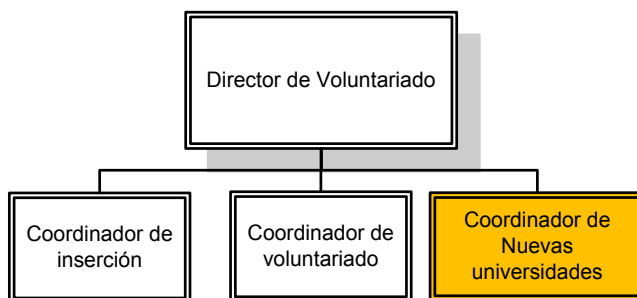 Director de Voluntariado
Coordinador de
inserción
Coordinador de
voluntariado
Coordinador de
Nuevas
universidades